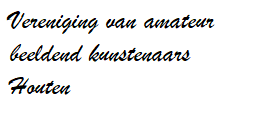 Vereniging van amateur
beeldend kunstenaars
Houten